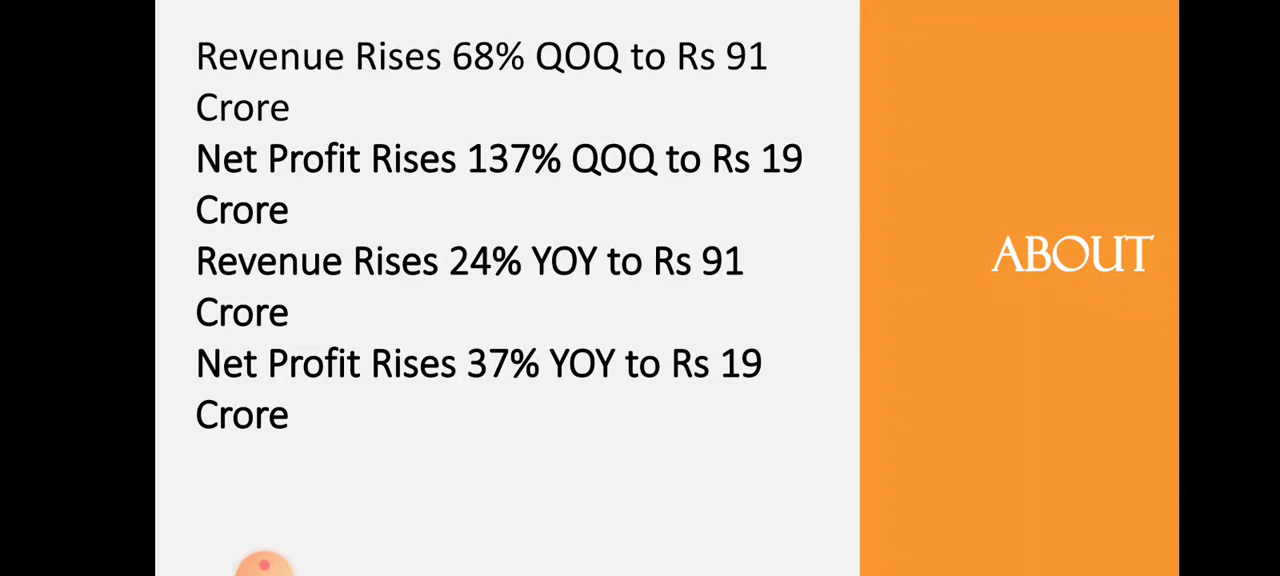 Revenue Rises 68% QOQ to Rs 91
Crore
Net Profit Rises 137% QOQ to Rs 19
Crore
Revenue Rises 24% YOY to Rs 91
Crore
Net Profit Rises 37% YOY to Rs 19
Crore
ABOUT